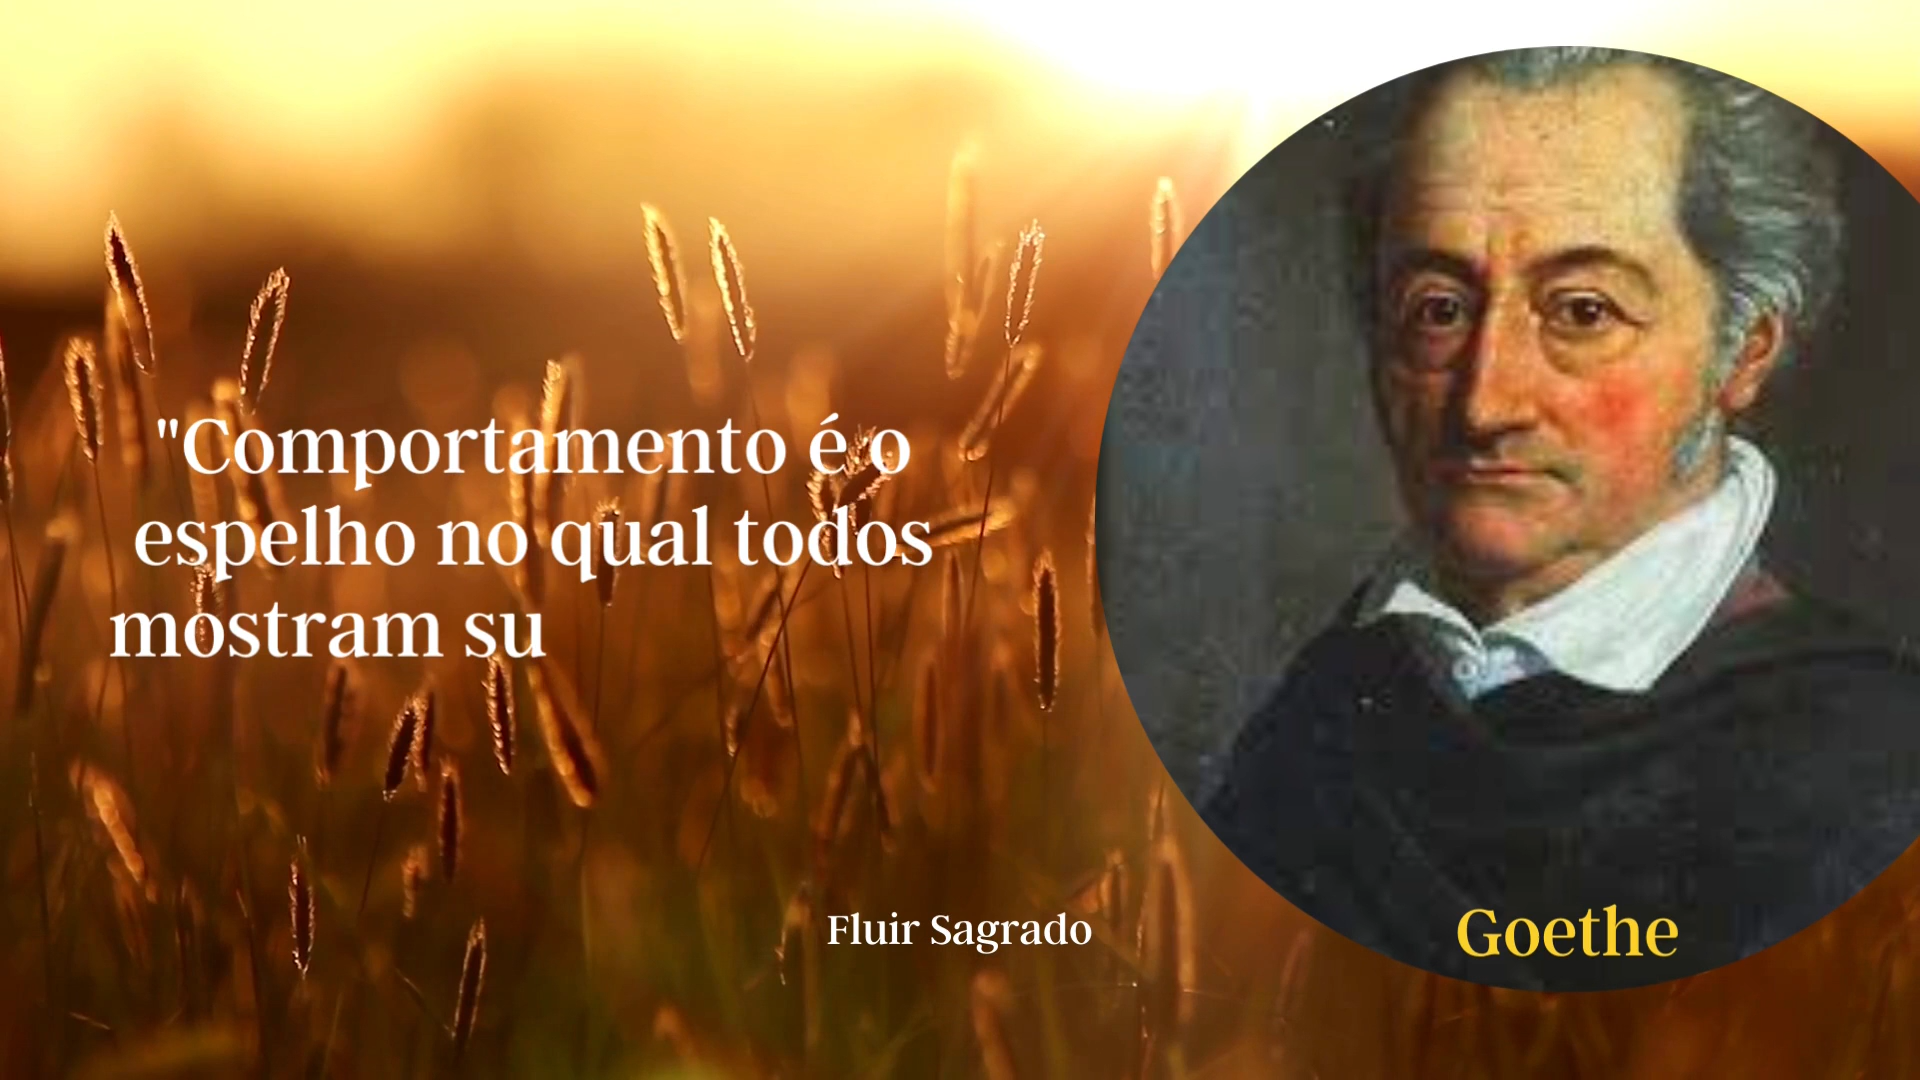 "Comportamento é o
espelho no qual todos
mostram su
Fluir Sagrado
Goethe